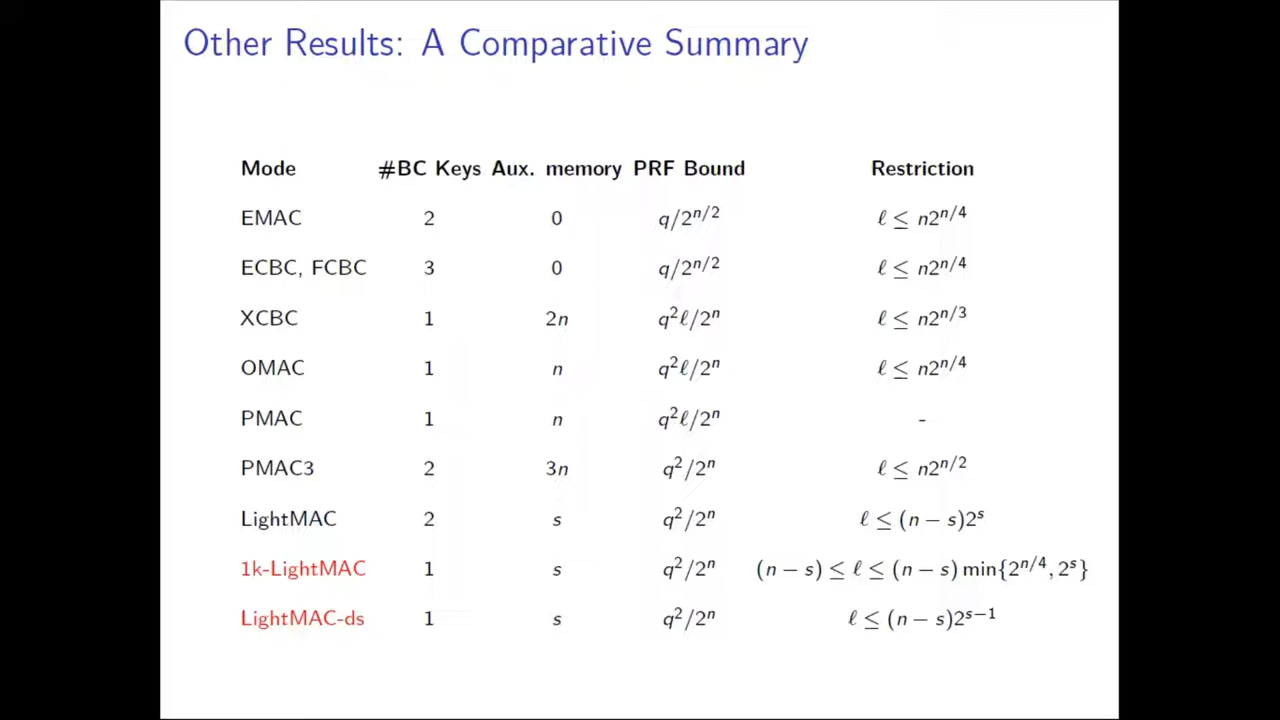 Other Results: A Comparative Summary
Mode #BC Keys Aux. memory PRF Bound Restriction
EMAC 2 0 q/2^{n/2} ℓ ≤ n2^{n/4}
ECBC, FCBC 3 0 q/2^{n/2} ℓ ≤ n2^{n/4}
XCBC 1 2n q^2ℓ/2^n ℓ ≤ n2^{n/3}
OMAC 1 n q^2ℓ/2^n ℓ ≤ n2^{n/4}
PMAC 1 n q^2ℓ/2^n -
PMAC3 2 3n q^2/2^n ℓ ≤ n2^{n/2}
LightMAC 2 s q^2/2^n ℓ ≤ (n − s)2^s
1k-LightMAC 1 s q^2/2^n (n − s) ≤ ℓ ≤ (n − s) min{2^{n/4}, 2^s}
LightMAC-ds 1 s q^2/2^n ℓ ≤ (n − s)2^{s−1}